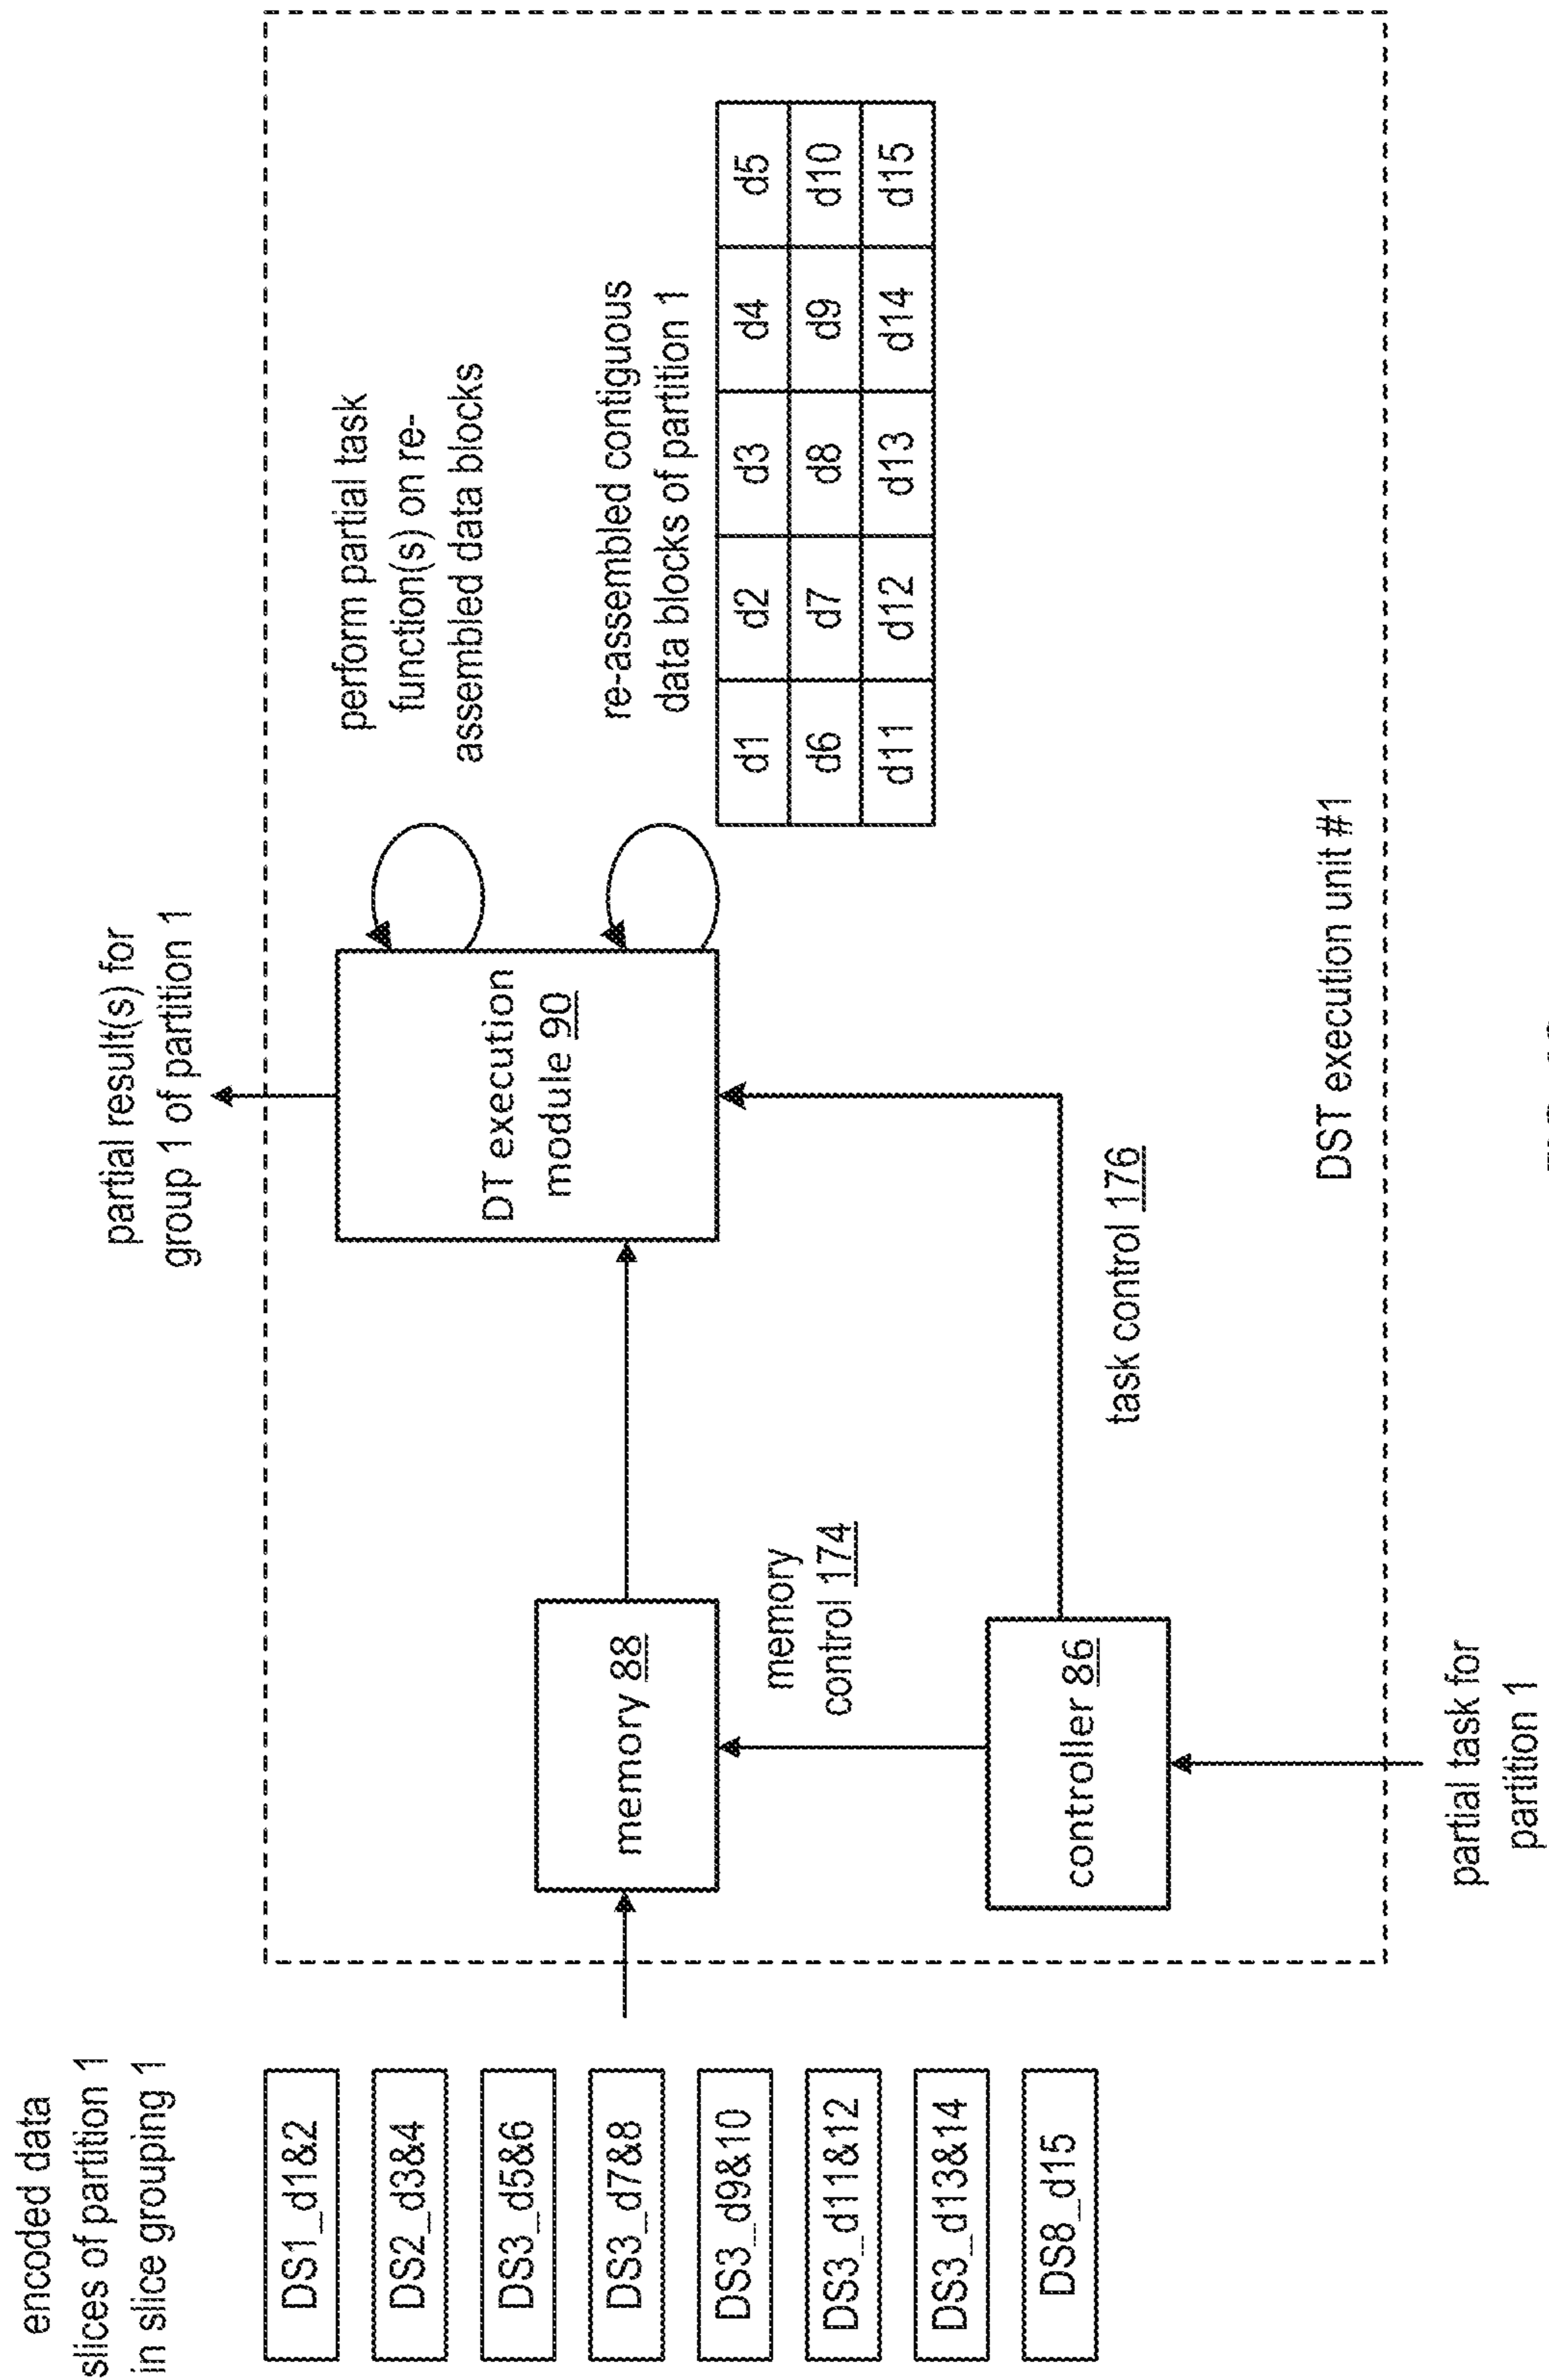 encoded data
slices of partition 1
in slice grouping 1
DS1_d1&2
DS2_d3&4
DS3_d5&6
DS3_d7&8
DS3_d9&10
DS3_d11&12
DS3_d13&14
DS8_d15
partial result(s) for
group 1 of partition 1
DT execution
module 90
perform partial task
function(s) on re-
assembled data blocks
re-assembled contiguous
data blocks of partition 1
d1 d2 d3 d4 d5
d6 d7 d8 d9 d10
d11 d12 d13 d14 d15
memory 88
memory
control 174
controller 86
task control 176
DST execution unit #1
partial task for
partition 1